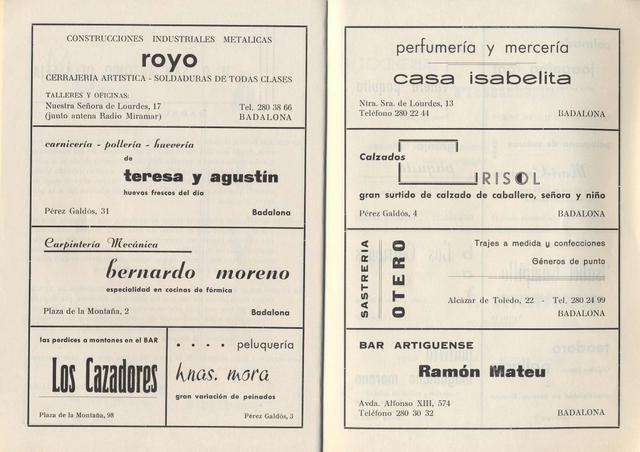 CONSTRUCCIONES INDUSTRIALES METALICAS
royo
CERRAJERIA ARTISTICA - SOLDADURAS DE TODAS CLASES
TALLERES Y OFICINAS:
Nuestra Señora de Lourdes, 17
Tel. 280 38 66
(junto antena Radio Miramar)
BADALONA
carnicería - pollería - huevería
de
teresa y agustín
huevos frescos del día
Pérez Galdós, 31
Badalona
Carpintería Mecánica
bernardo moreno
especialidad en cocinas de fórmica
Plaza de la Montaña, 2
Badalona
las perdices a montones en el BAR
Los Cazadores
Plaza de la Montaña, 98
. . . . peluquería
hnas. mora
gran variación de peinados
Pérez Galdós, 3
perfumería y mercería
casa isabelita
Ntra. Sra. de Lourdes, 13
Teléfono 280 22 44
BADALONA
Calzados
IRISOL
gran surtido de calzado de caballero, señora y niño
Pérez Galdós, 4
BADALONA
SASTRERIA
OTERO
Trajes a medida y confecciones
Géneros de punto
Alcázar de Toledo, 22 - Tel. 280 24 99
BADALONA
BAR ARTIGUENSE
Ramón Mateu
Avda. Alfonso XIII, 574
Teléfono 280 30 32
BADALONA